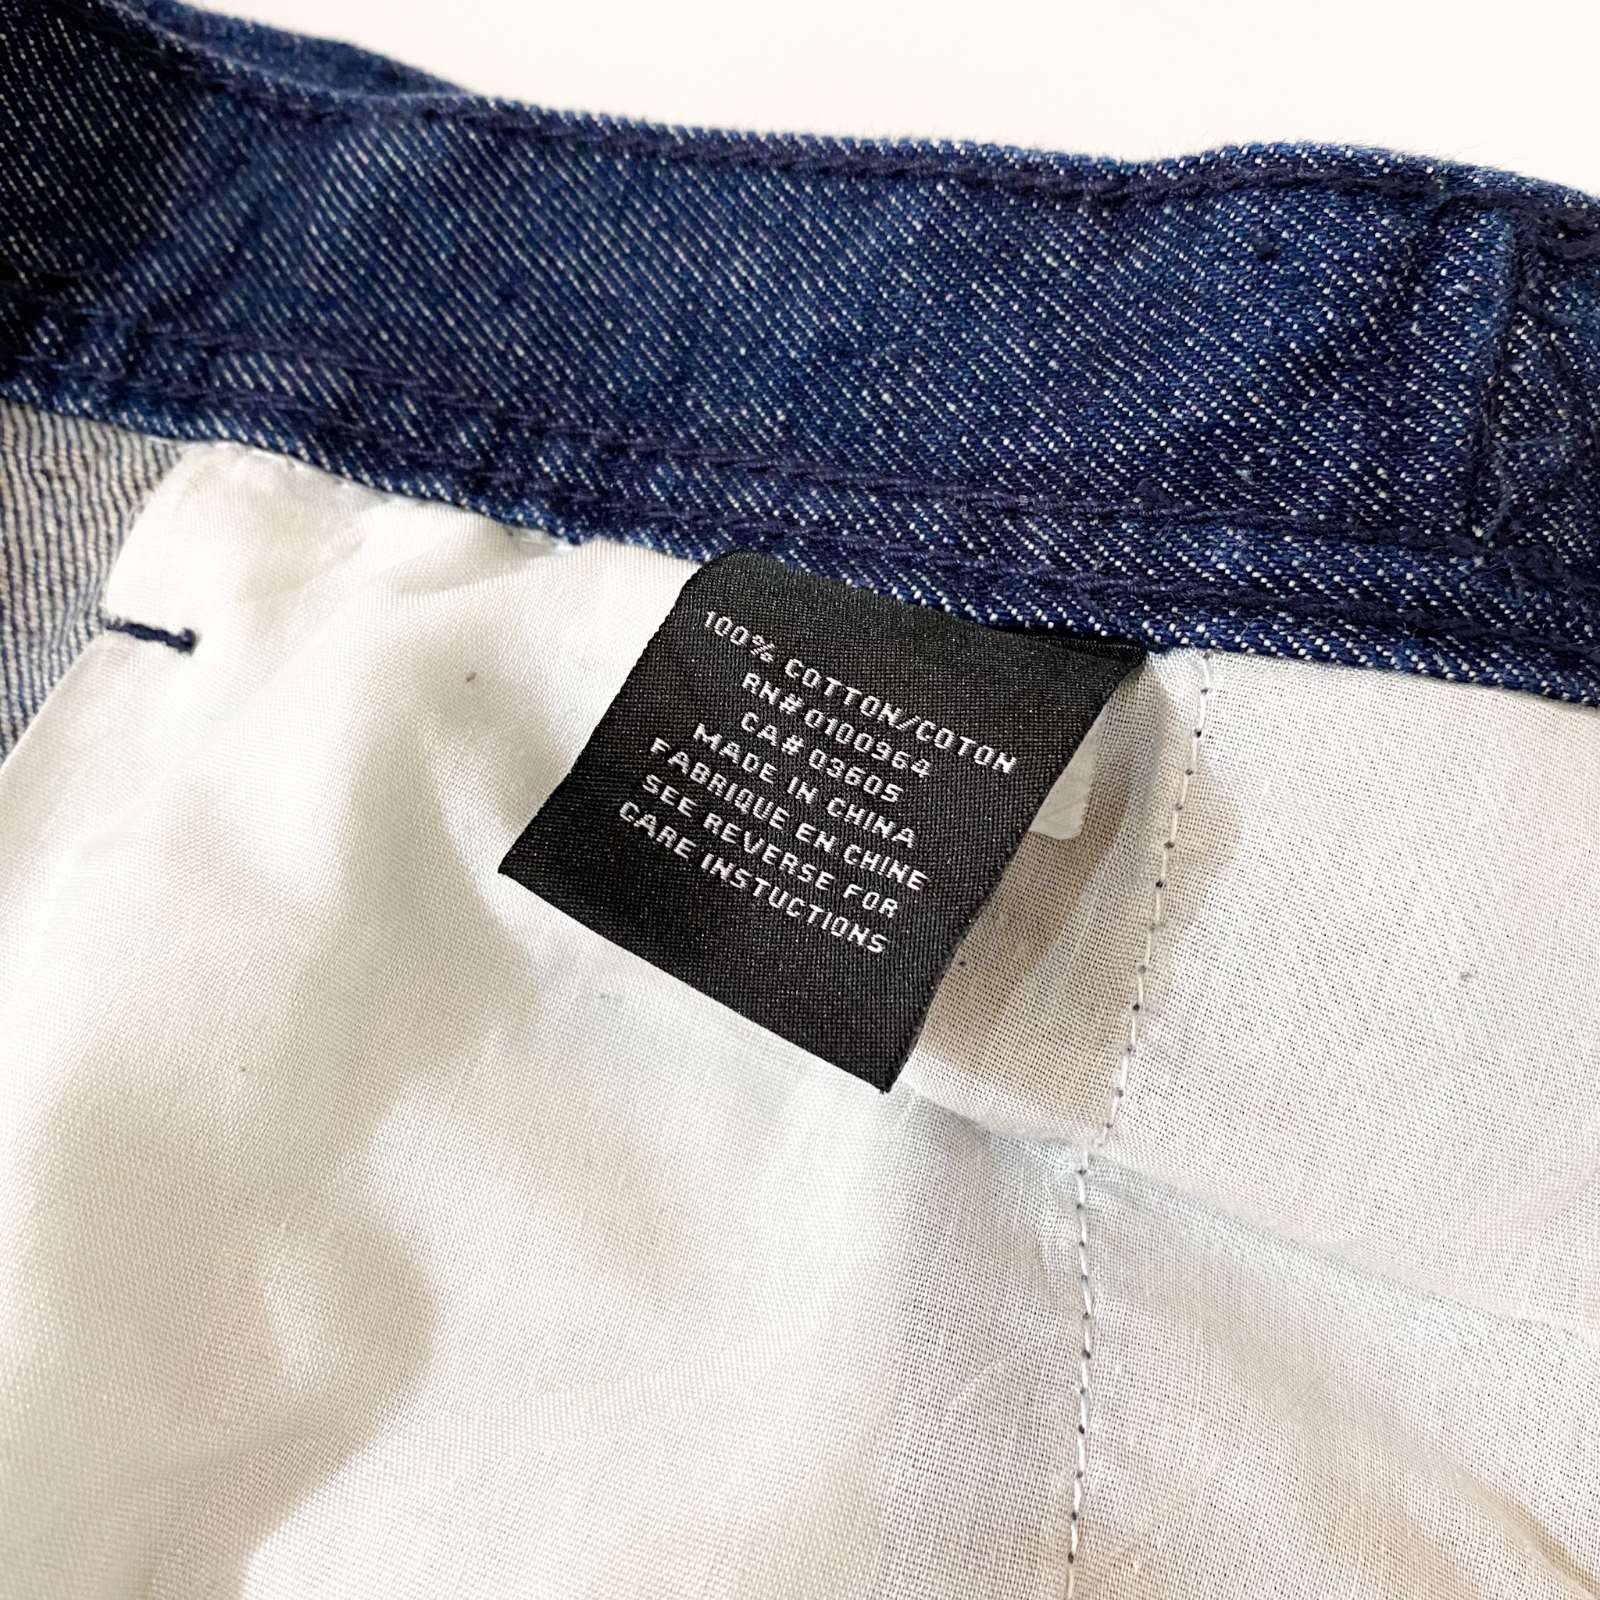 100% COTTON/COTON
RN# 0100964
CA# 03605
MADE IN CHINA
FABRIQUE EN CHINE
SEE REVERSE FOR
CARE INSTUCTIONS